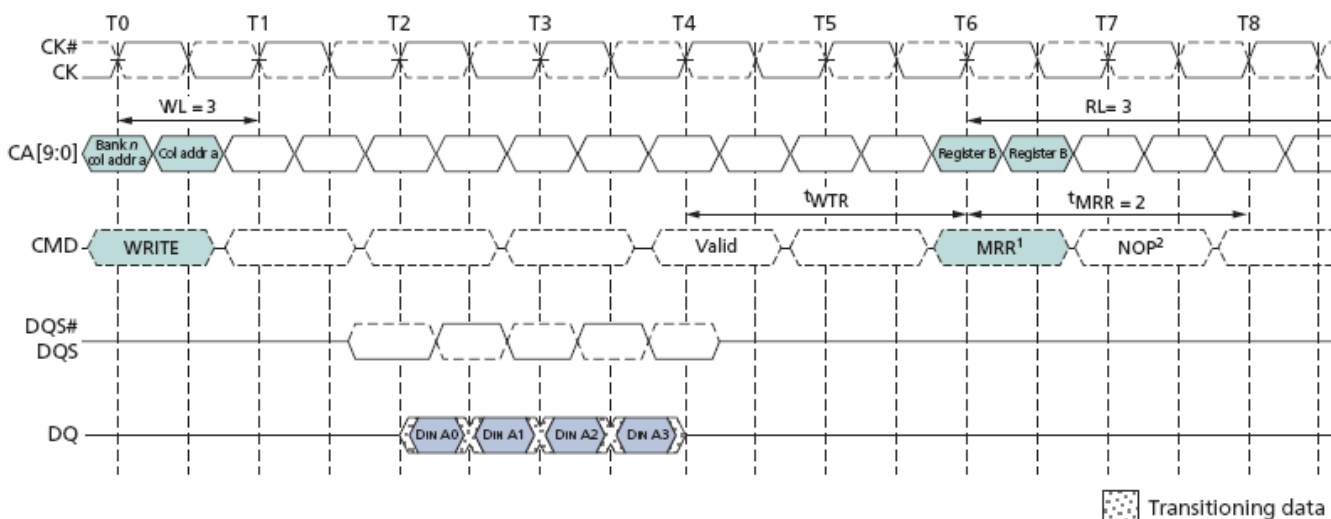 T0 T1 T2 T3 T4 T5 T6 T7 T8
CK#
CK
WL = 3 RL= 3
CA[9:0] Bank n col addr a Col addr a Register B Register B
tWTR tMRR = 2
CMD WRITE Valid MRR1 NOP2
DQS#
DQS
DQ DIN A0 DIN A1 DIN A2 DIN A3
Transitioning data